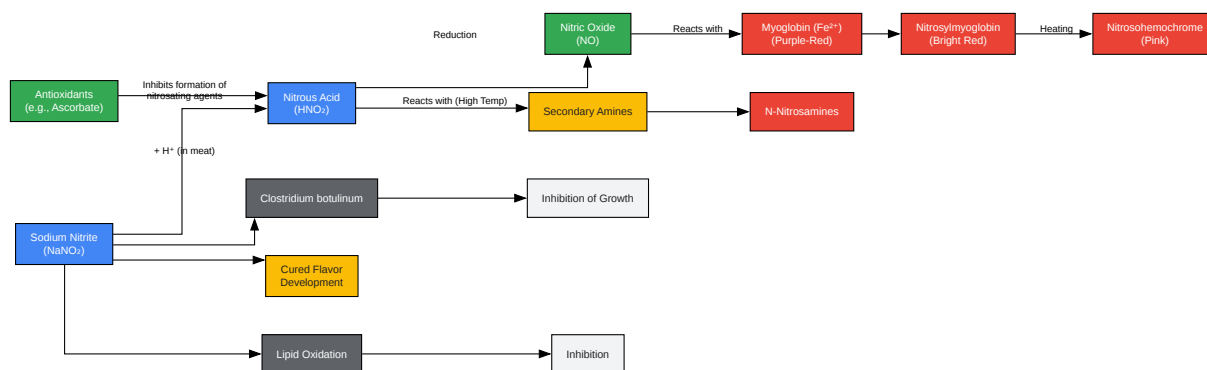 Reduction
Nitric Oxide
(NO)
Reacts with
Myoglobin (Fe²⁺)
(Purple-Red)
Nitrosylmyoglobin
(Bright Red)
Heating
Nitrosohemochrome
(Pink)
Antioxidants
(e.g., Ascorbate)
Inhibits formation of
nitrosating agents
Nitrous Acid
(HNO₂)
Reacts with (High Temp)
Secondary Amines
N-Nitrosamines
+ H⁺ (in meat)
Clostridium botulinum
Inhibition of Growth
Sodium Nitrite
(NaNO₂)
Cured Flavor
Development
Lipid Oxidation
Inhibition